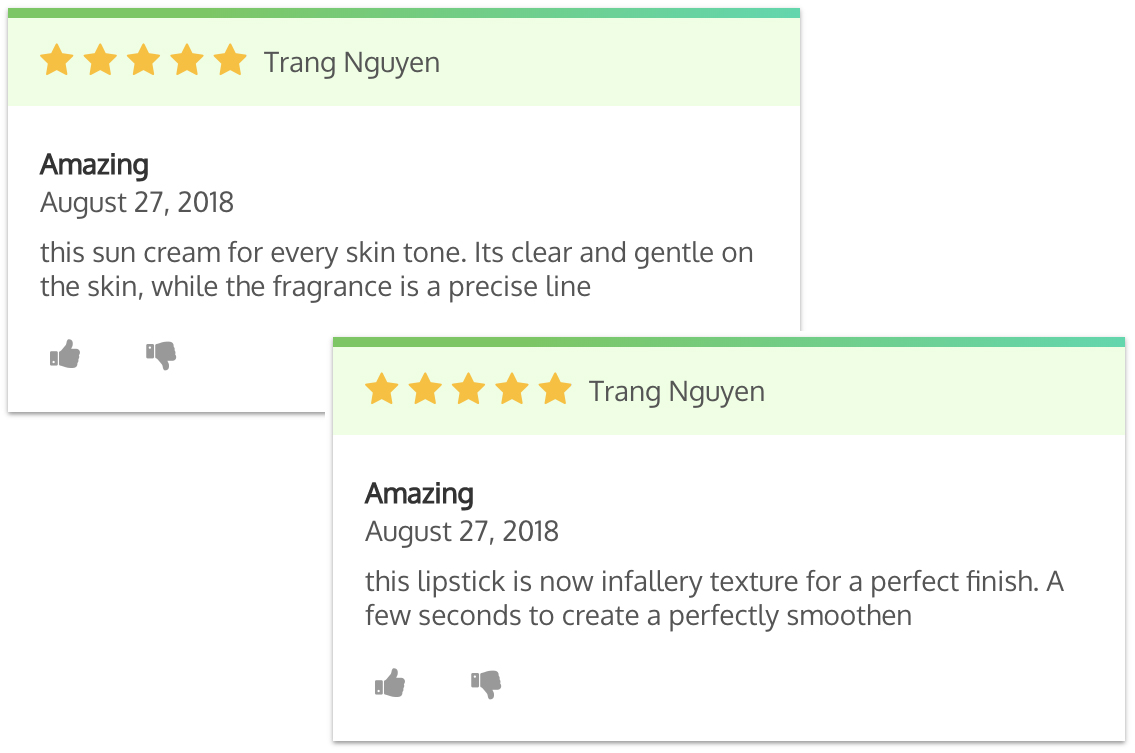 Trang Nguyen
Amazing
August 27, 2018
this sun cream for every skin tone. Its clear and gentle on
the skin, while the fragrance is a precise line
Trang Nguyen
Amazing
August 27, 2018
this lipstick is now infallery texture for a perfect finish. A
few seconds to create a perfectly smoothen